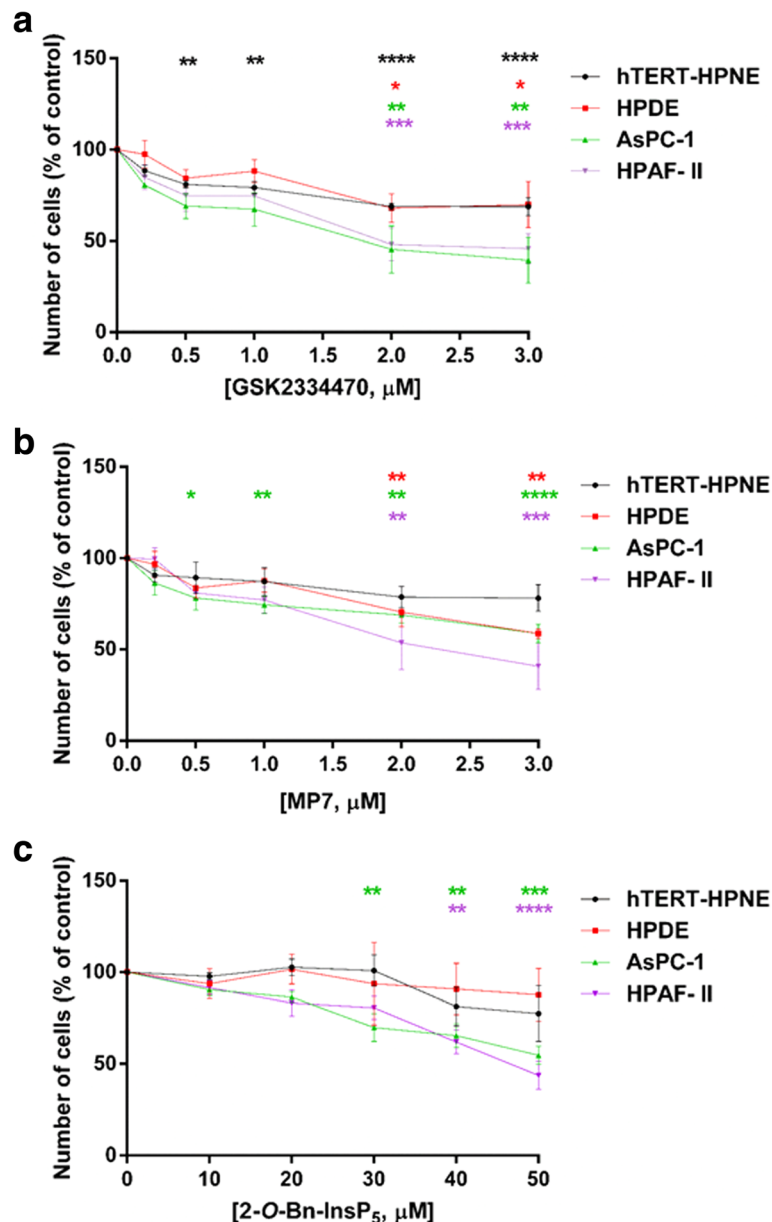 a
Number of cells (% of control)
150
100
50
0
** ** **** ****
* *
** **
*** ***
hTERT-HPNE
HPDE
AsPC-1
HPAF-II
0.0 0.5 1.0 1.5 2.0 2.5 3.0
[GSK2334470, μM]
b
Number of cells (% of control)
150
100
50
0
** **
* ** ** ****
** ***
hTERT-HPNE
HPDE
AsPC-1
HPAF-II
0.0 0.5 1.0 1.5 2.0 2.5 3.0
[MP7, μM]
c
Number of cells (% of control)
150
100
50
0
** ** ***
** ****
hTERT-HPNE
HPDE
AsPC-1
HPAF-II
0 10 20 30 40 50
[2-O-Bn-InsP5, μM]